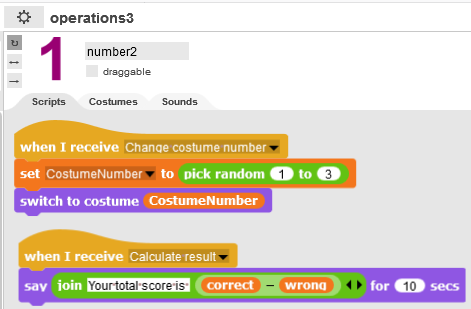 operations3
1
number2
draggable
Scripts Costumes Sounds
when I receive Change costume number
set CostumeNumber to pick random 1 to 3
switch to costume CostumeNumber
when I receive Calculate result
say join Your total score is correct - wrong for 10 secs